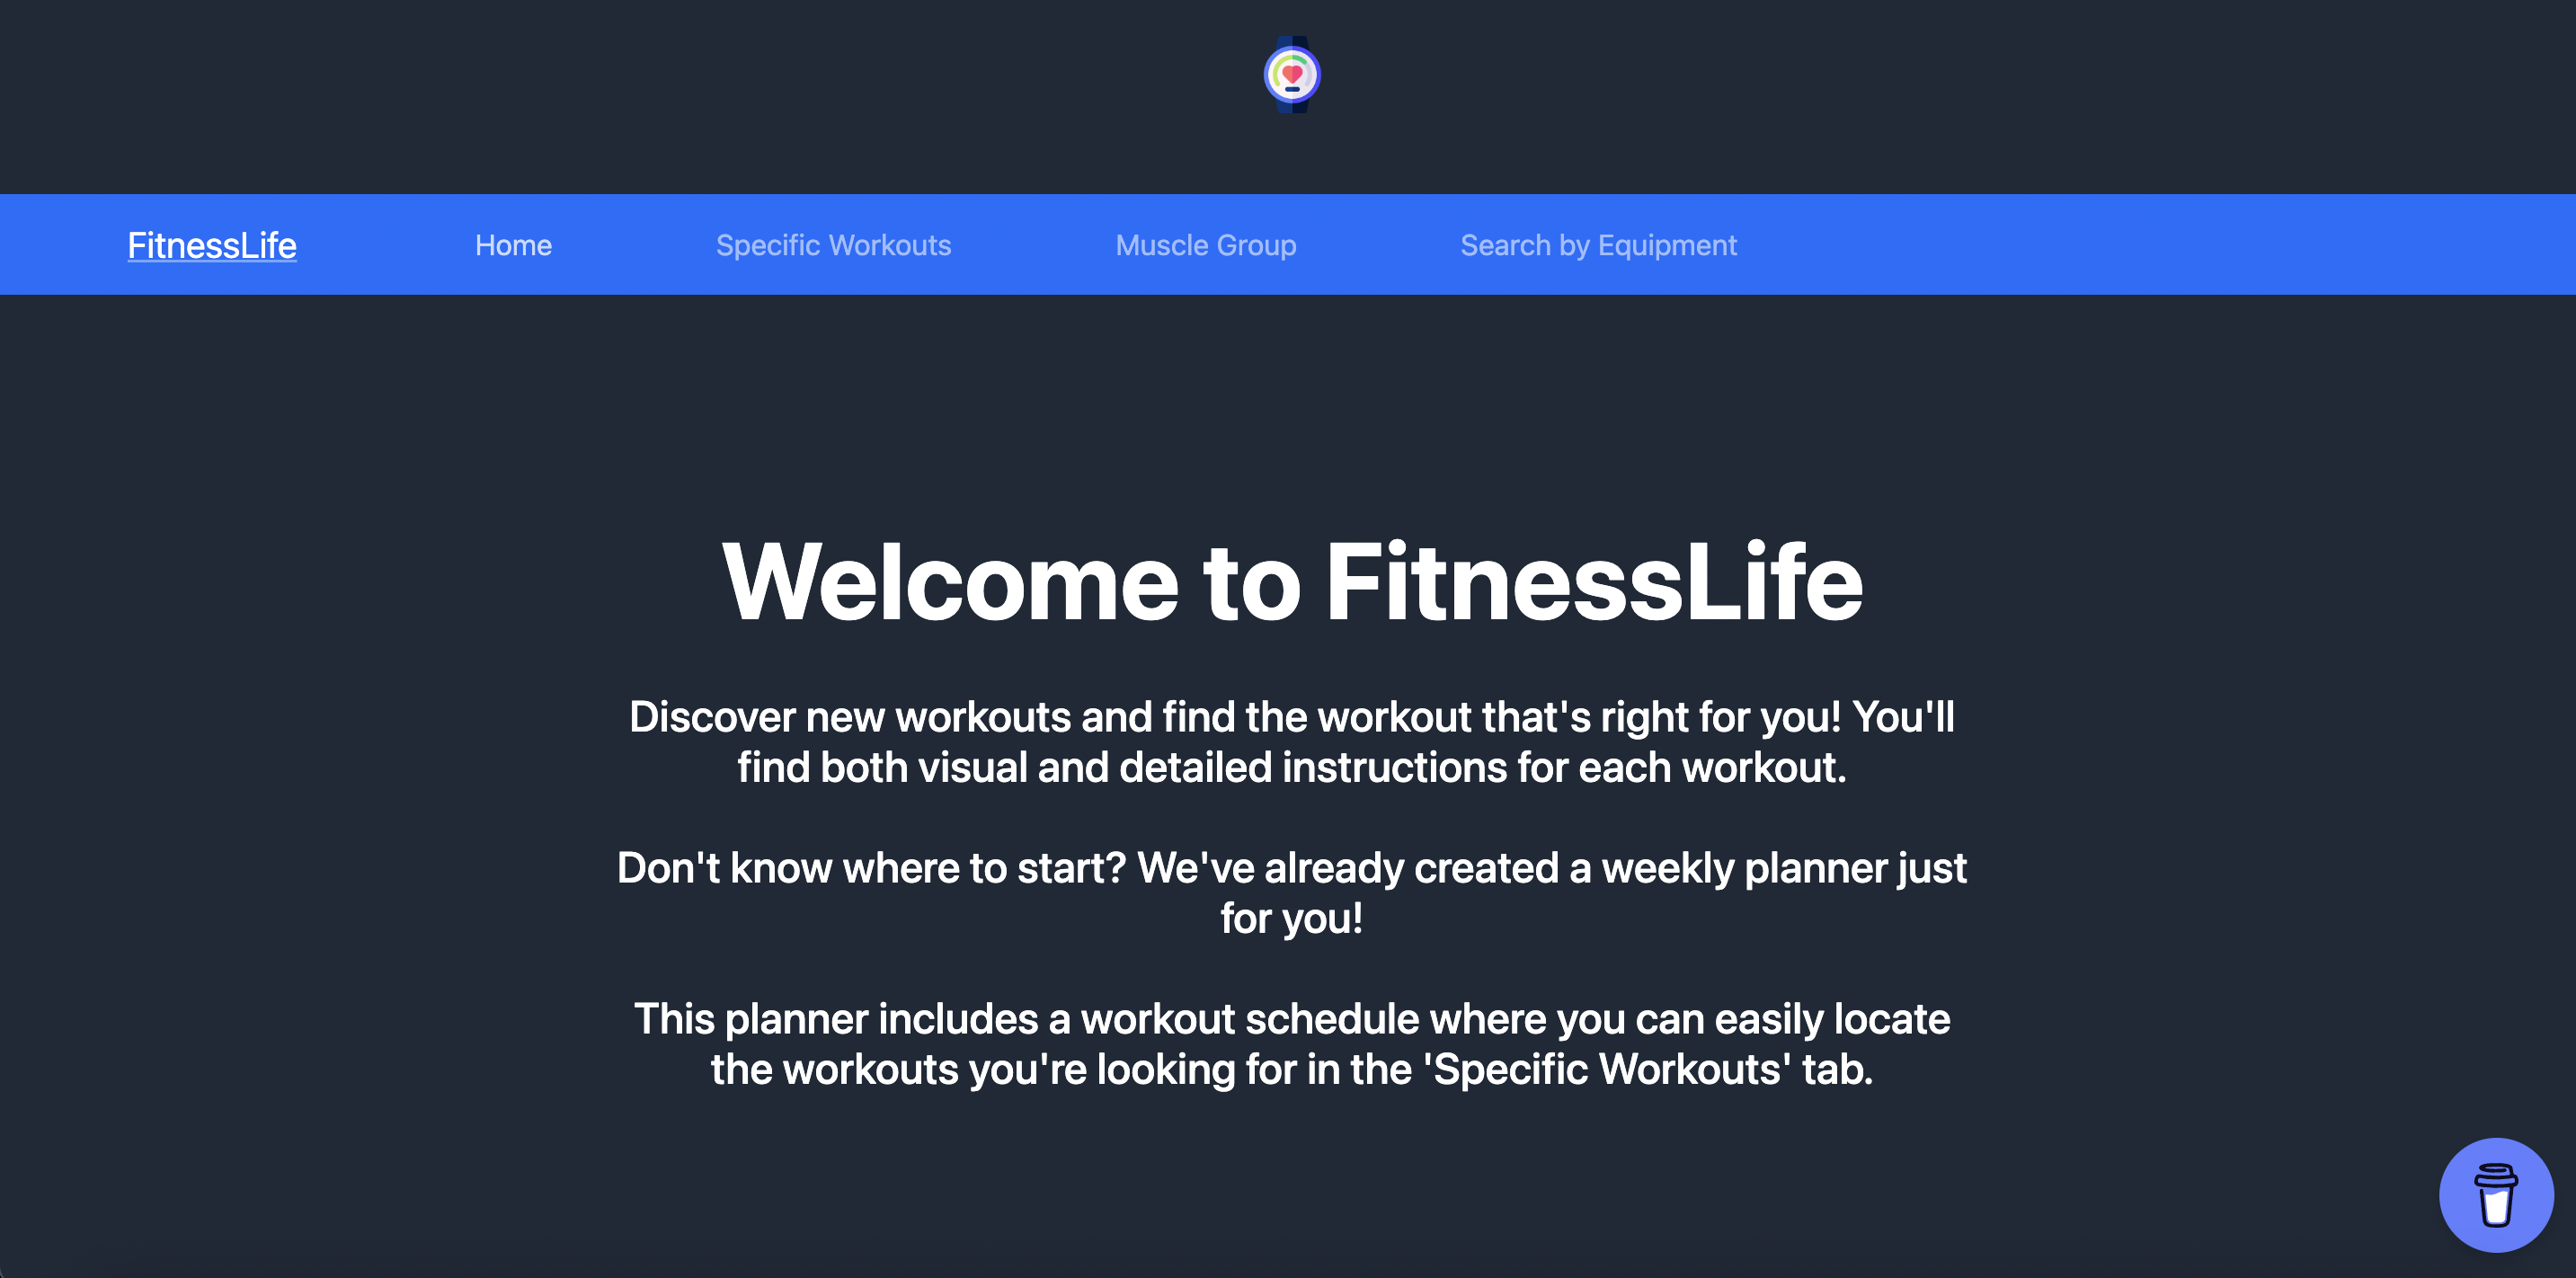 FitnessLife Home Specific Workouts Muscle Group Search by Equipment
Welcome to FitnessLife
Discover new workouts and find the workout that's right for you! You'll
find both visual and detailed instructions for each workout.
Don't know where to start? We've already created a weekly planner just
for you!
This planner includes a workout schedule where you can easily locate
the workouts you're looking for in the 'Specific Workouts' tab.